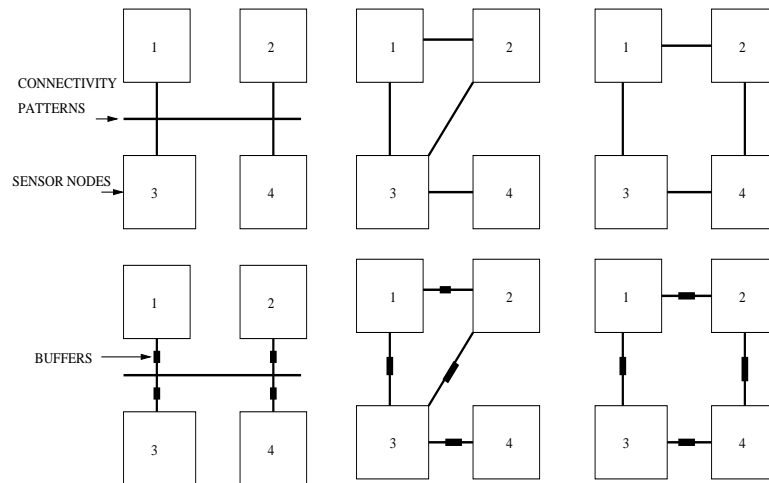 1 2 1 2 1 2
CONNECTIVITY
PATTERNS
SENSOR NODES
3 4 3 4 3 4
1 2 1 2 1 2
BUFFERS
3 4 3 4 3 4